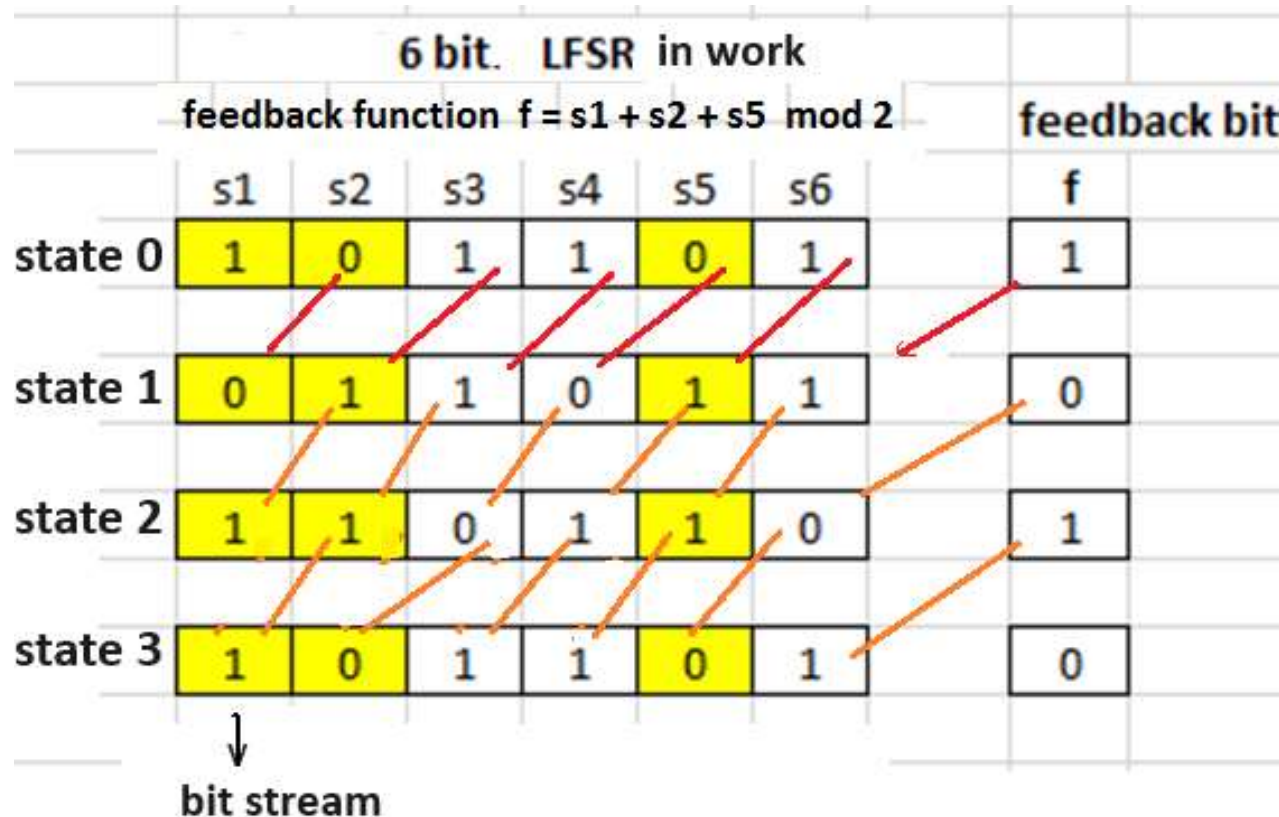 6 bit. LFSR in work
feedback function f = s1 + s2 + s5 mod 2
feedback bit
s1 s2 s3 s4 s5 s6 f
state 0 1 0 1 1 0 1 1
state 1 0 1 1 0 1 1 0
state 2 1 1 0 1 1 0 1
state 3 1 0 1 1 0 1 0
bit stream